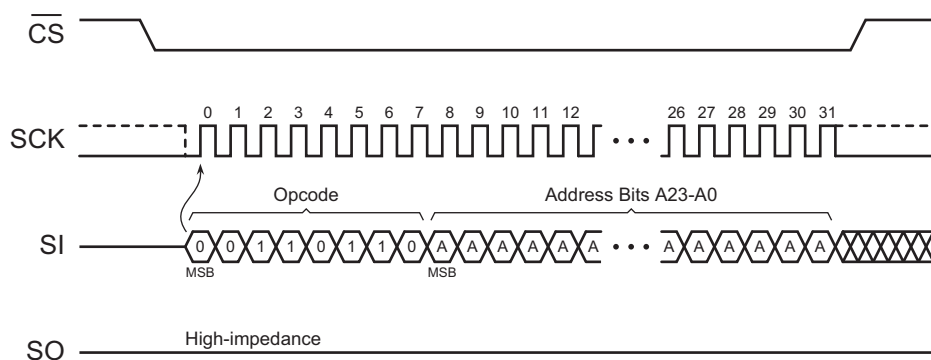 CS
0 1 2 3 4 5 6 7 8 9 10 11 12 26 27 28 29 30 31
SCK
Opcode Address Bits A23-A0
SI 0 0 1 1 0 1 1 0 A A A A A A A A A A A A
MSB MSB
High-impedance
SO